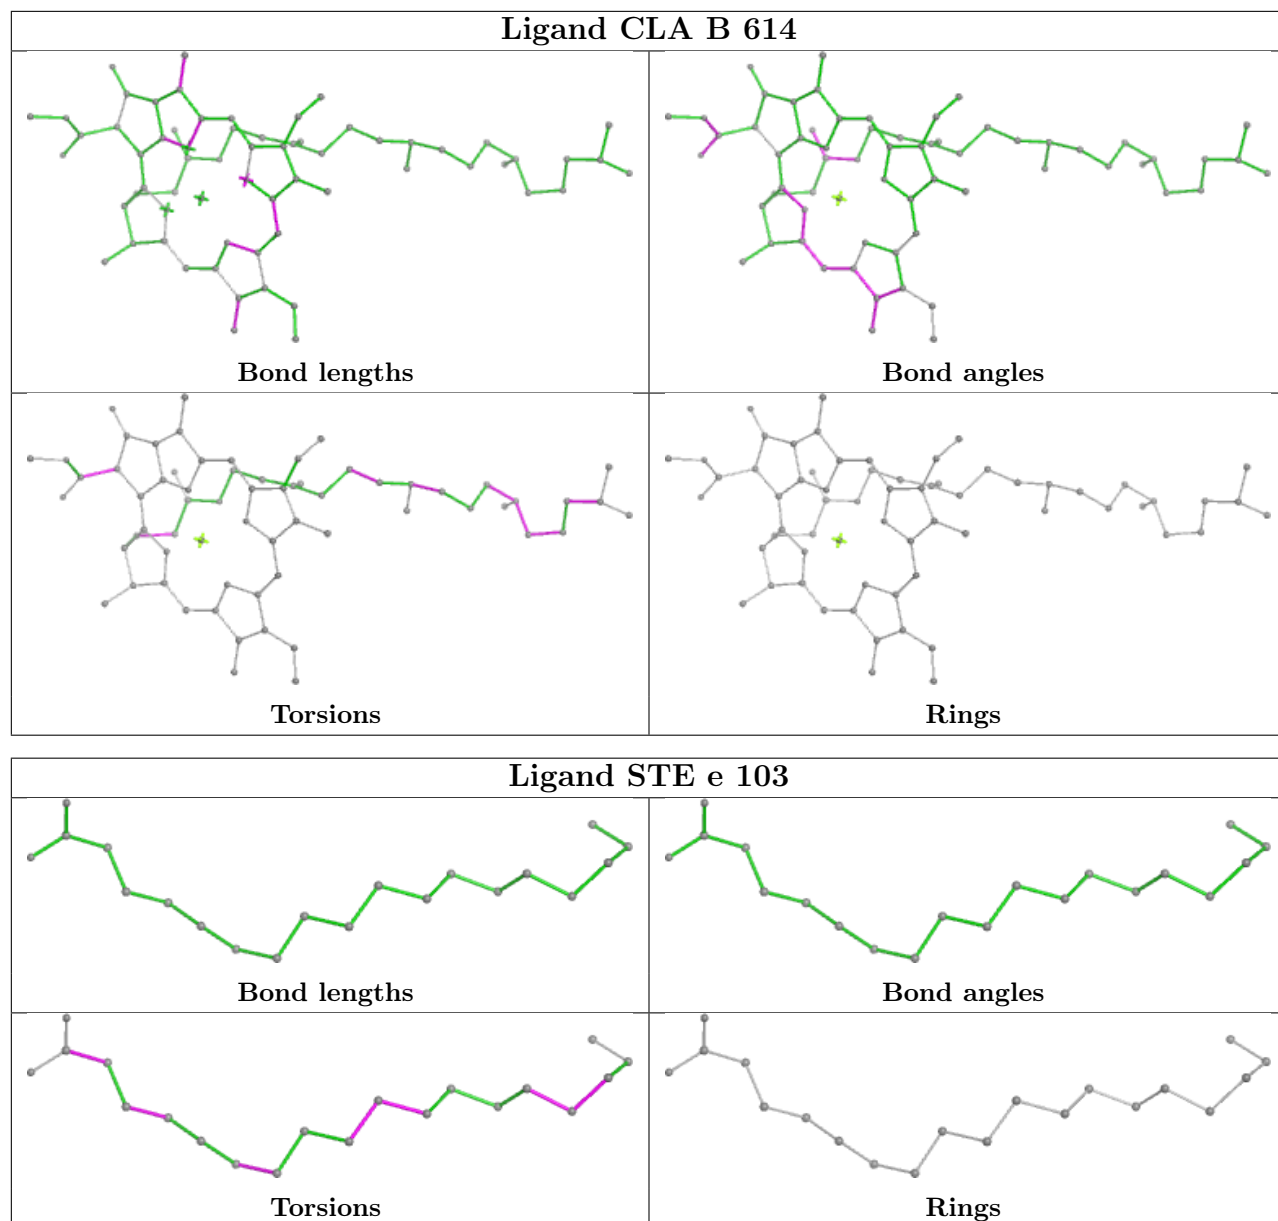 Ligand CLA B 614
Bond lengths
Bond angles
Torsions
Rings
Ligand STE e 103
Bond lengths
Bond angles
Torsions
Rings